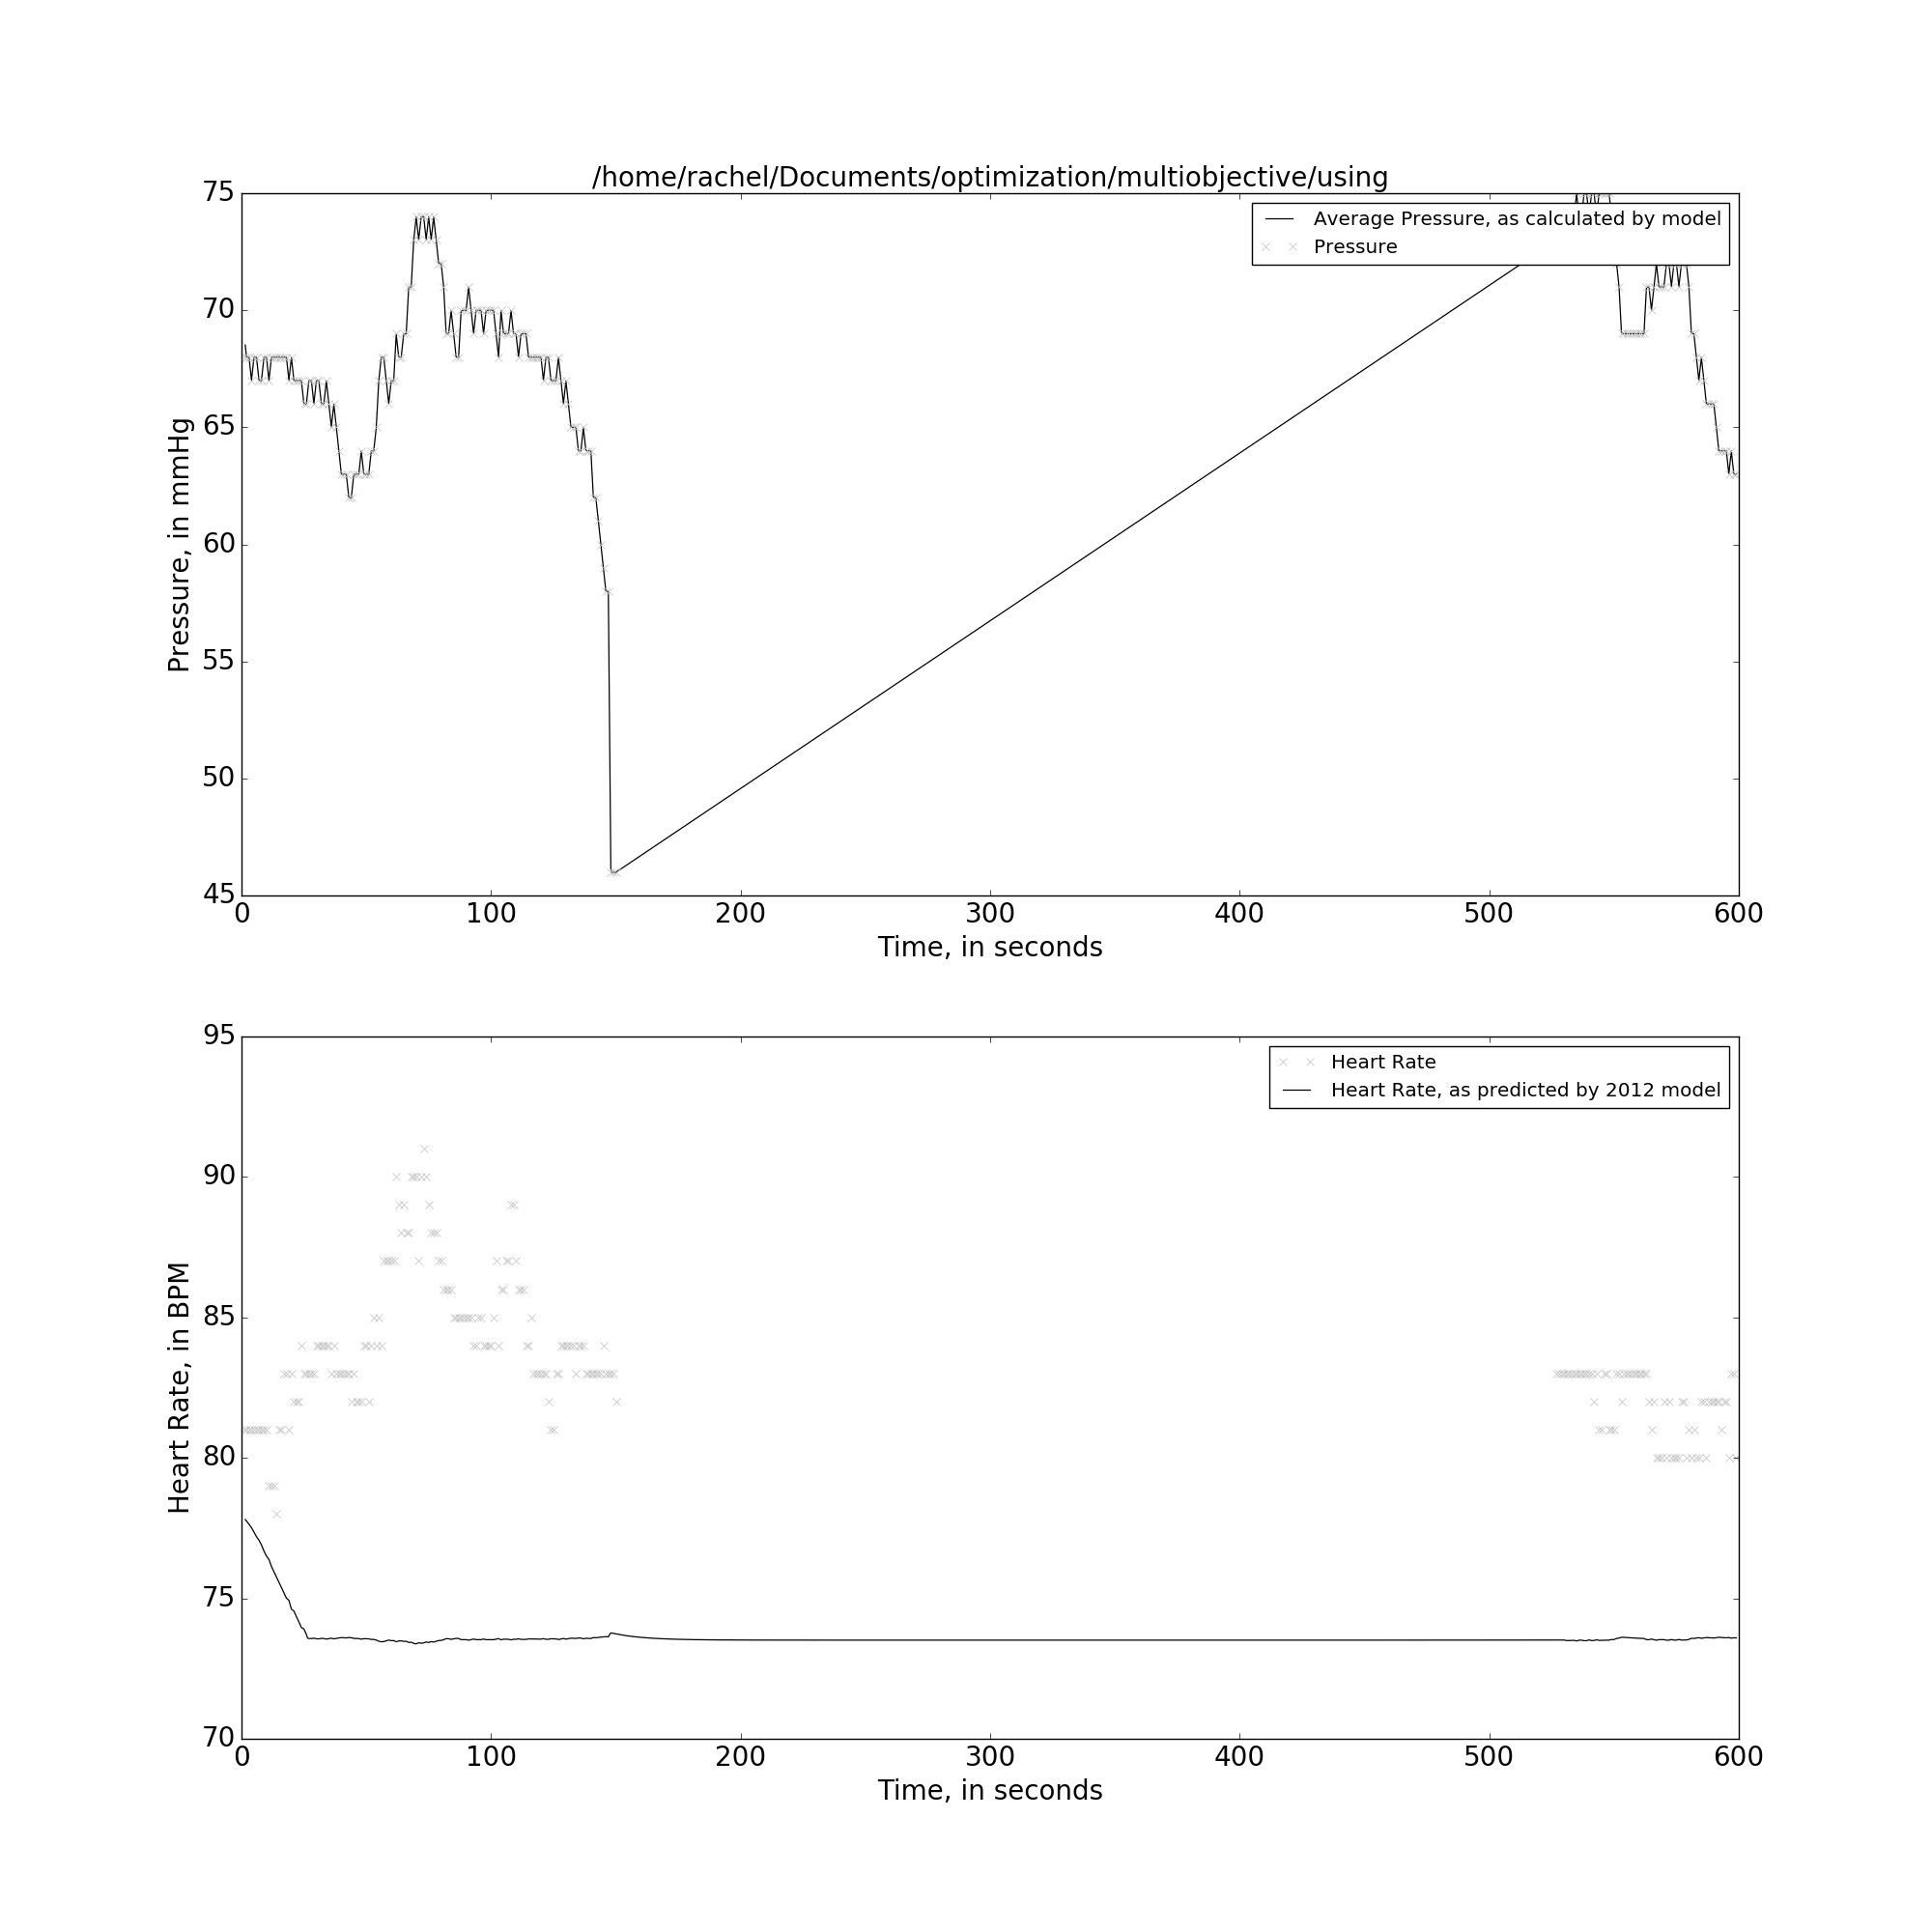 /home/rachel/Documents/optimization/multiobjective/using
75
70
65
60
55
50
45
Pressure, in mmHg
Average Pressure, as calculated by model
Pressure
0 100 200 300 400 500 600
Time, in seconds
95
90
85
80
75
70
Heart Rate, in BPM
Heart Rate
Heart Rate, as predicted by 2012 model
0 100 200 300 400 500 600
Time, in seconds